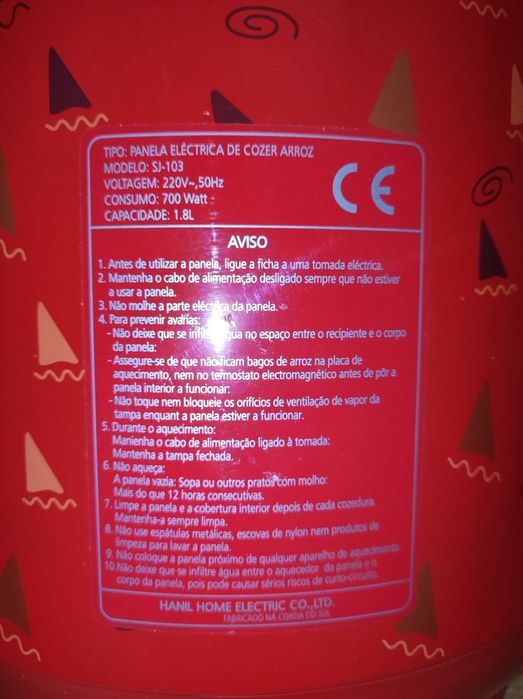 TIPO: PANELA ELÉCTRICA DE COZER ARROZ
MODELO: SJ-103
VOLTAGEM: 220V~,50Hz
CONSUMO: 700 Watt
CAPACIDADE: 1.8L
CE
AVISO
1. Antes de utilizar a panela, ligue a ficha a uma tomada eléctrica.
2. Mantenha o cabo de alimentação desligado sempre que não estiver
a usar a panela.
3. Não molhe a parte eléctrica da panela.
4. Para prevenir avarias:
- Não deixe que se infiltre água no espaço entre o recipiente e o corpo
da panela:
- Assegure-se de que não ficam bagos de arroz na placa de
aquecimento, nem no termostato electromagnético antes de pôr a
panela interior a funcionar:
- Não toque nem bloqueie os orifícios de ventilação de vapor da
tampa enquant a panela estiver a funcionar.
5. Durante o aquecimento:
Manienha o cabo de alimentação ligado à tomada:
Mantenha a tampa fechada.
6. Não aqueça:
A panela vazia: Sopa ou outros pratos com molho:
Mais do que 12 horas consecutivas.
7. Limpe a panela e a cobertura interior depois de cada cozedura.
Mantenha-a sempre limpa.
8. Não use espátulas metálicas, escovas de nylon nem produtos de
limpeza para lavar a panela.
9. Não coloque a panela próximo de qualquer aparelho de aquecimento.
10.Não deixe que se infiltre água entre o aquecedor da panela e o
corpo da panela, pois pode causar sérios riscos de curto-circuito.
HANIL HOME ELECTRIC CO.,LTD.
FABRICADO NA COREIA DO SUL